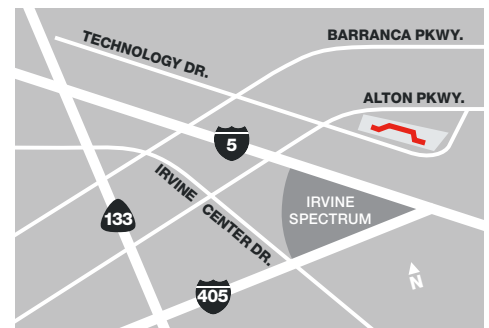 BARRANCA PKWY.
TECHNOLOGY DR.
ALTON PKWY.
5
IRVINE CENTER DR.
IRVINE
SPECTRUM
133
405
N